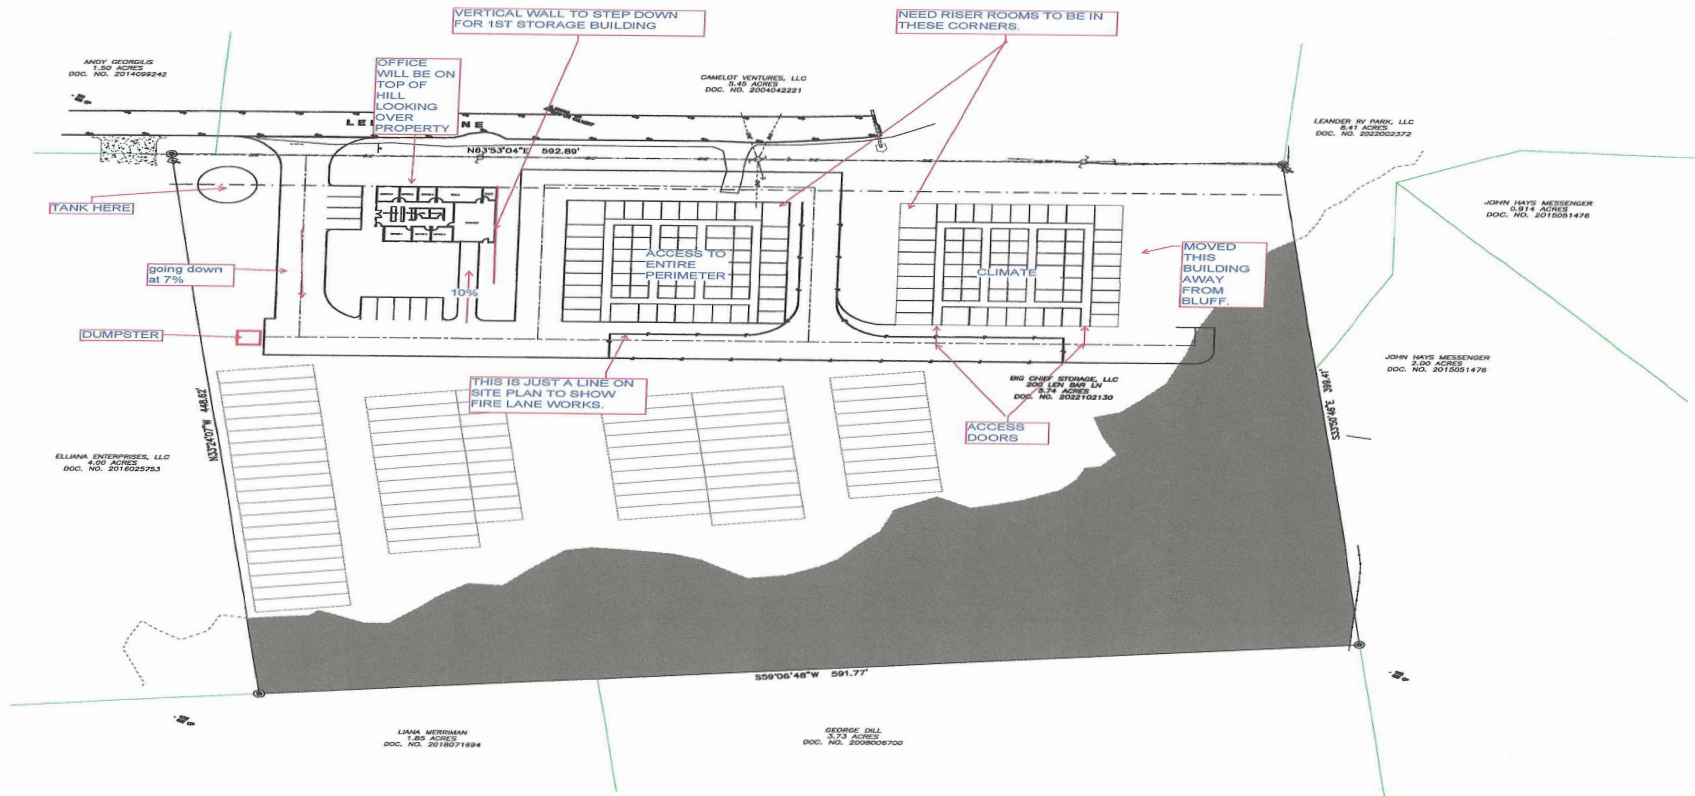 VERTICAL WALL TO STEP DOWN
FOR 1ST STORAGE BUILDING
NEED RISER ROOMS TO BE IN
THESE CORNERS.
ANDY GEORGILIS
1.50 ACRES
DOC. NO. 2014099242
OFFICE
WILL BE ON
TOP OF
HILL
LOOKING
OVER
PROPERTY
CAMELOT VENTURES, LLC
5.45 ACRES
DOC. NO. 2004042221
LEANDER RV PARK, LLC
8.41 ACRES
DOC. NO. 2022002372
N63°53'04"E 592.89'
TANK HERE
JOHN HAYS MESSENGER
0.914 ACRES
DOC. NO. 2015051476
going down
at 7%
10%
ACCESS TO
ENTIRE
PERIMETER
CLIMATE
MOVED
THIS
BUILDING
AWAY
FROM
BLUFF.
DUMPSTER
THIS IS JUST A LINE ON
SITE PLAN TO SHOW
FIRE LANE WORKS.
BIG CHIEF STORAGE, LLC
200 LEN BAR LN
5.74 ACRES
DOC. NO. 2022102130
JOHN HAYS MESSENGER
2.00 ACRES
DOC. NO. 2015051476
ACCESS
DOORS
N33°24'07"W 448.62'
ELLIANA ENTERPRISES, LLC
4.00 ACRES
DOC. NO. 2016025753
S59°06'48"W 591.77'
LIANA MERRIMAN
1.85 ACRES
DOC. NO. 2018071694
GEORGE DILL
3.73 ACRES
DOC. NO. 2008006700